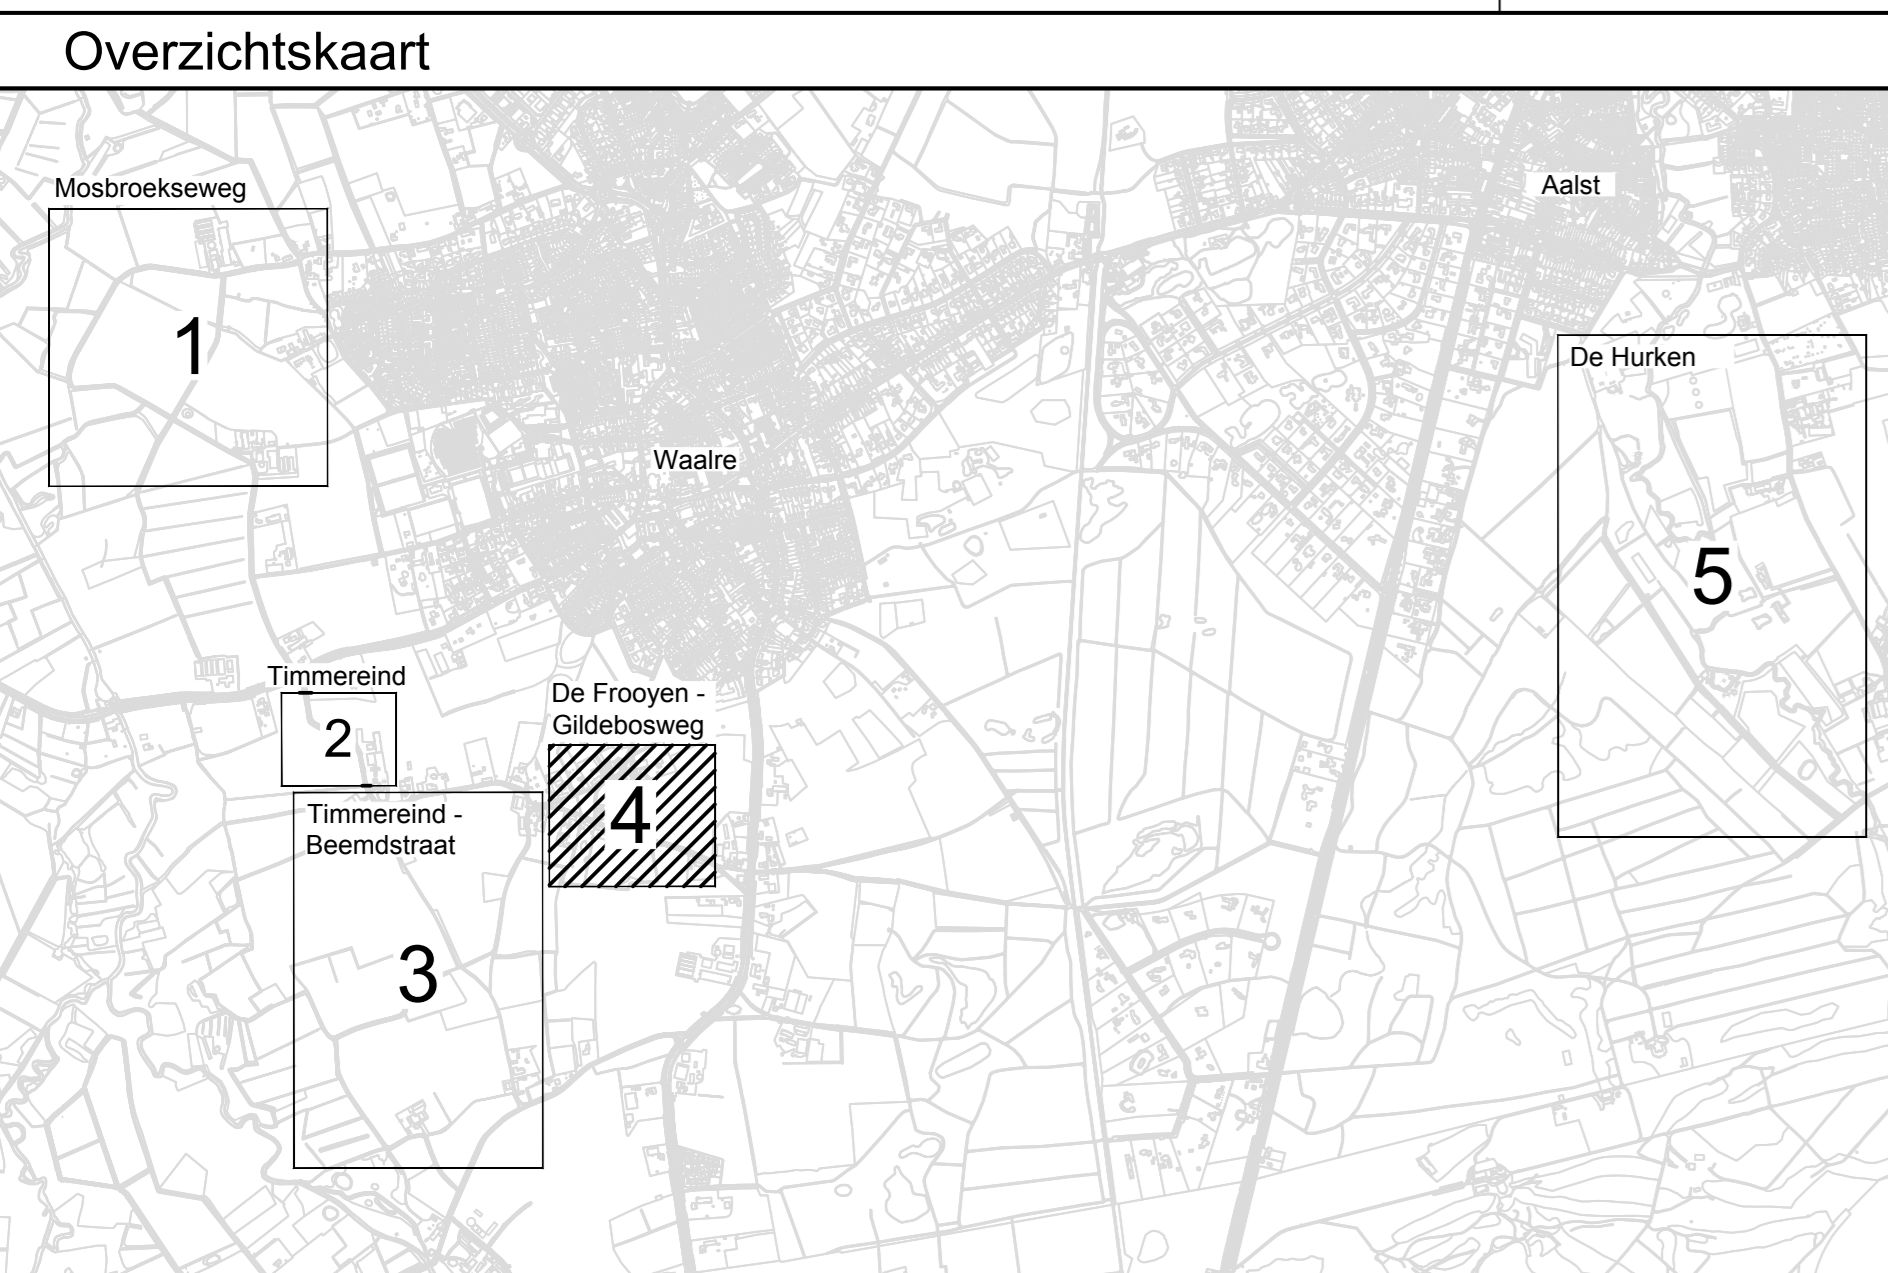 Overzichtskaart
Mosbroekseweg
1
Aalst
De Hurken
5
Waalre
Timmereind
2
De Frooyen -
Gildebosweg
4
Timmereind -
Beemdstraat
3